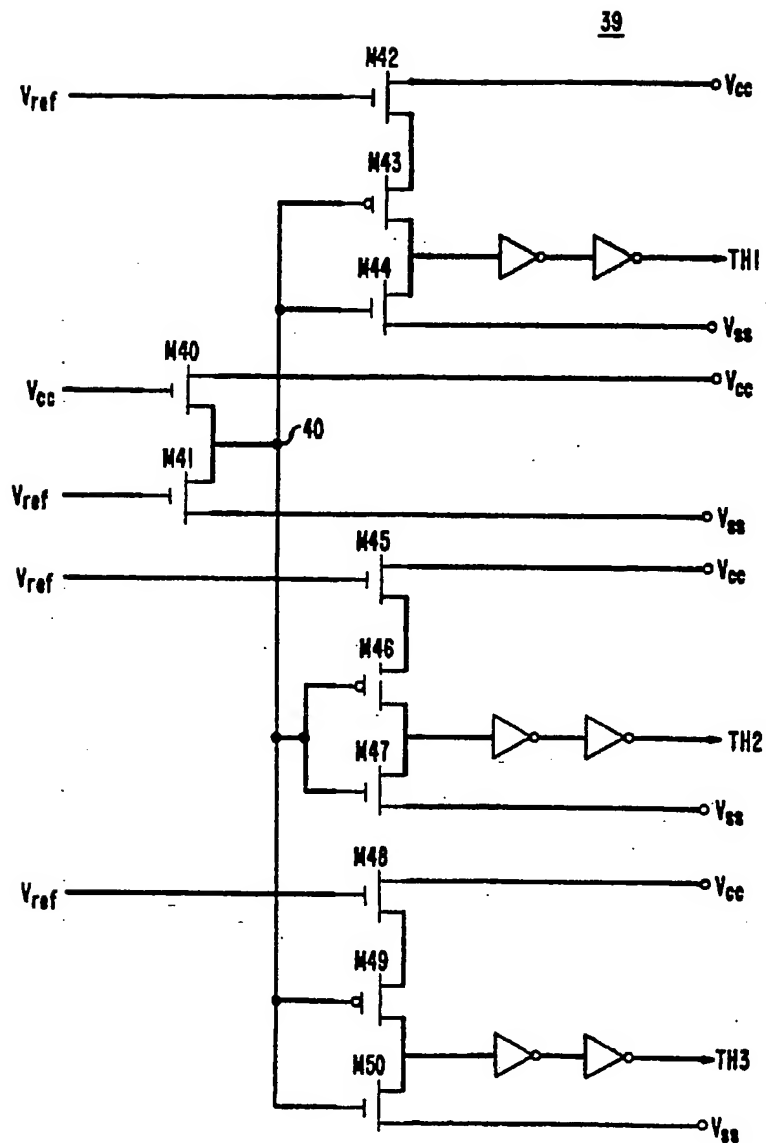 39
M42
Vref
Vcc
M43
M44
TH1
Vss
M40
Vcc
Vcc
40
M41
Vref
Vss
M45
Vref
Vcc
M46
M47
TH2
Vss
M48
Vref
Vcc
M49
M50
TH3
Vss